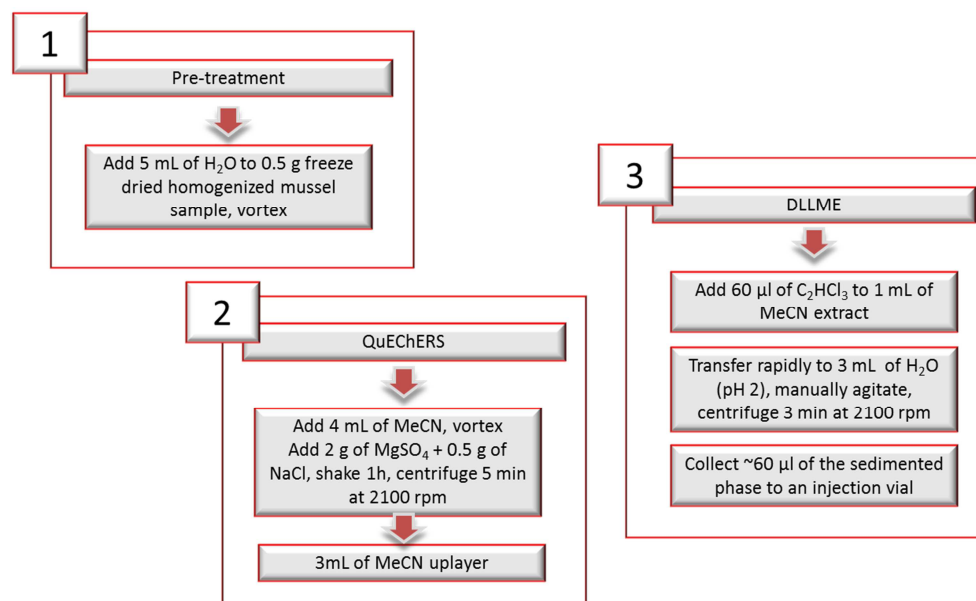 1
Pre-treatment
Add 5 mL of H₂O to 0.5 g freeze
dried homogenized mussel
sample, vortex
2
QuEChERS
Add 4 mL of MeCN, vortex
Add 2 g of MgSO₄ + 0.5 g of
NaCl, shake 1h, centrifuge 5 min
at 2100 rpm
3mL of MeCN uplayer
3
DLLME
Add 60 µl of C₂HCl₃ to 1 mL of
MeCN extract
Transfer rapidly to 3 mL of H₂O
(pH 2), manually agitate,
centrifuge 3 min at 2100 rpm
Collect ~60 µl of the sedimented
phase to an injection vial